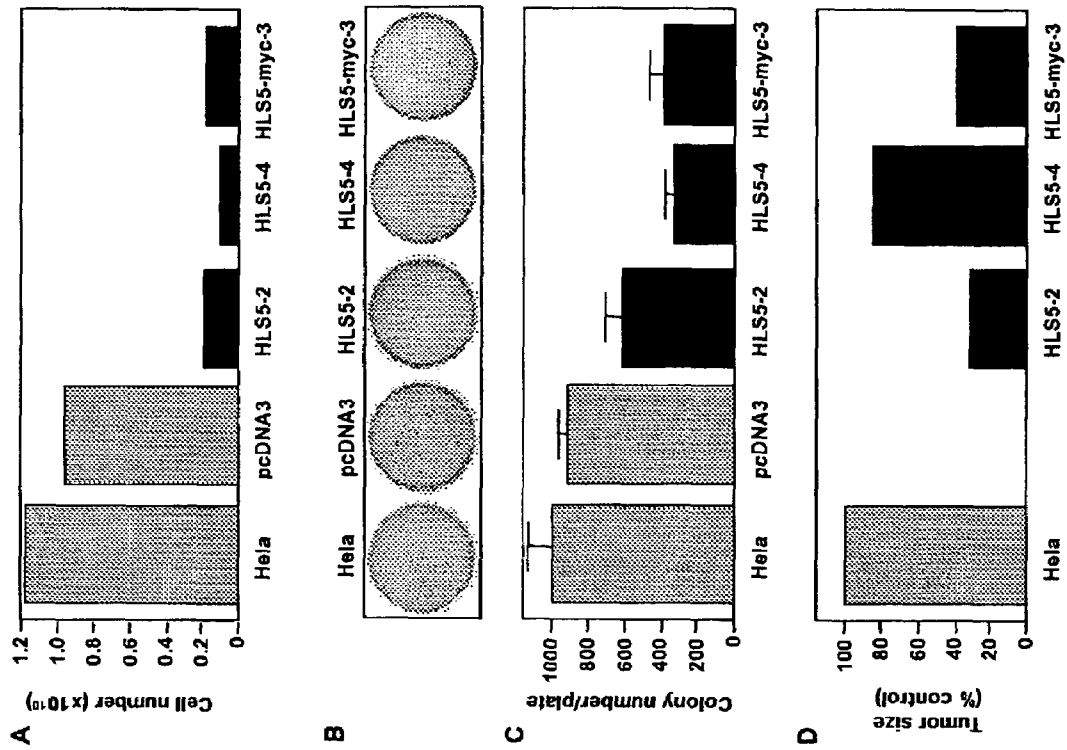 A
Cell number (x10¹⁰)
1.2
1.0
0.8
0.6
0.4
0.2
0
Hela pcDNA3 HLS5-2 HLS5-4 HLS5-myc-3
B
Hela pcDNA3 HLS5-2 HLS5-4 HLS5-myc-3
C
Colony number/plate
1000
800
600
400
200
0
Hela pcDNA3 HLS5-2 HLS5-4 HLS5-myc-3
D
Tumor size
(% control)
100
80
60
40
20
0
Hela HLS5-2 HLS5-4 HLS5-myc-3